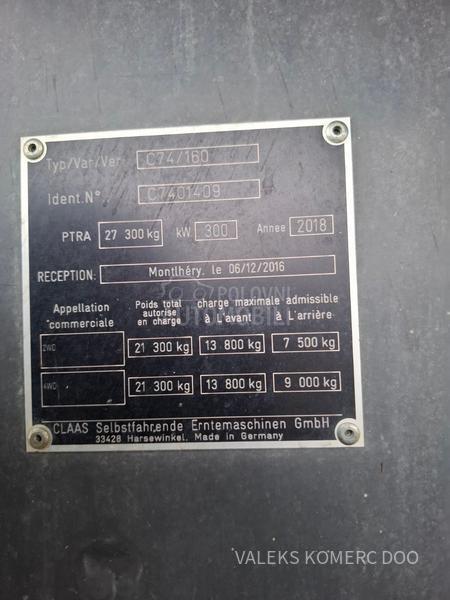 Typ/Var/Ver C74/160
Ident.N° C7401409
PTRA 27 300 kg kW 300 Annee 2018
RECEPTION: Montlhéry. le 06/12/2016
Appellation commerciale
Poids total autorise en charge
charge maximale admissible
à L'avant à L'arrière
2WD 21 300 kg 13 800 kg 7 500 kg
4WD 21 300 kg 13 800 kg 9 000 kg
CLAAS Selbstfahrende Erntemaschinen GmbH
33428 Harsewinkel. Made in Germany
POLOVNI
AUTOMOBILI
VALEKS KOMERC DOO